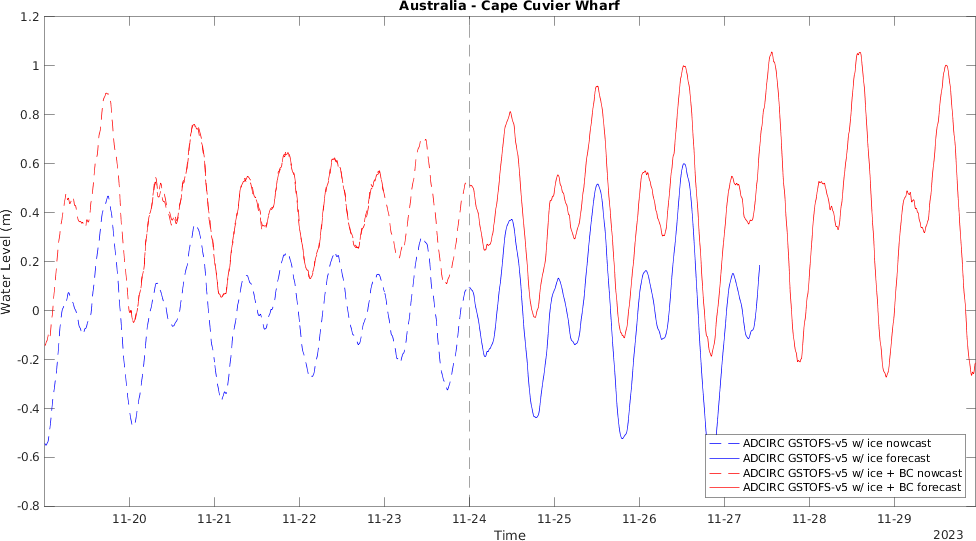 Australia - Cape Cuvier Wharf
Water Level (m)
1.2
1
0.8
0.6
0.4
0.2
0
-0.2
-0.4
-0.6
-0.8
ADCIRC GSTOFS-v5 w/ ice nowcast
ADCIRC GSTOFS-v5 w/ ice forecast
ADCIRC GSTOFS-v5 w/ ice + BC nowcast
ADCIRC GSTOFS-v5 w/ ice + BC forecast
11-20 11-21 11-22 11-23 11-24 11-25 11-26 11-27 11-28 11-29
Time
2023